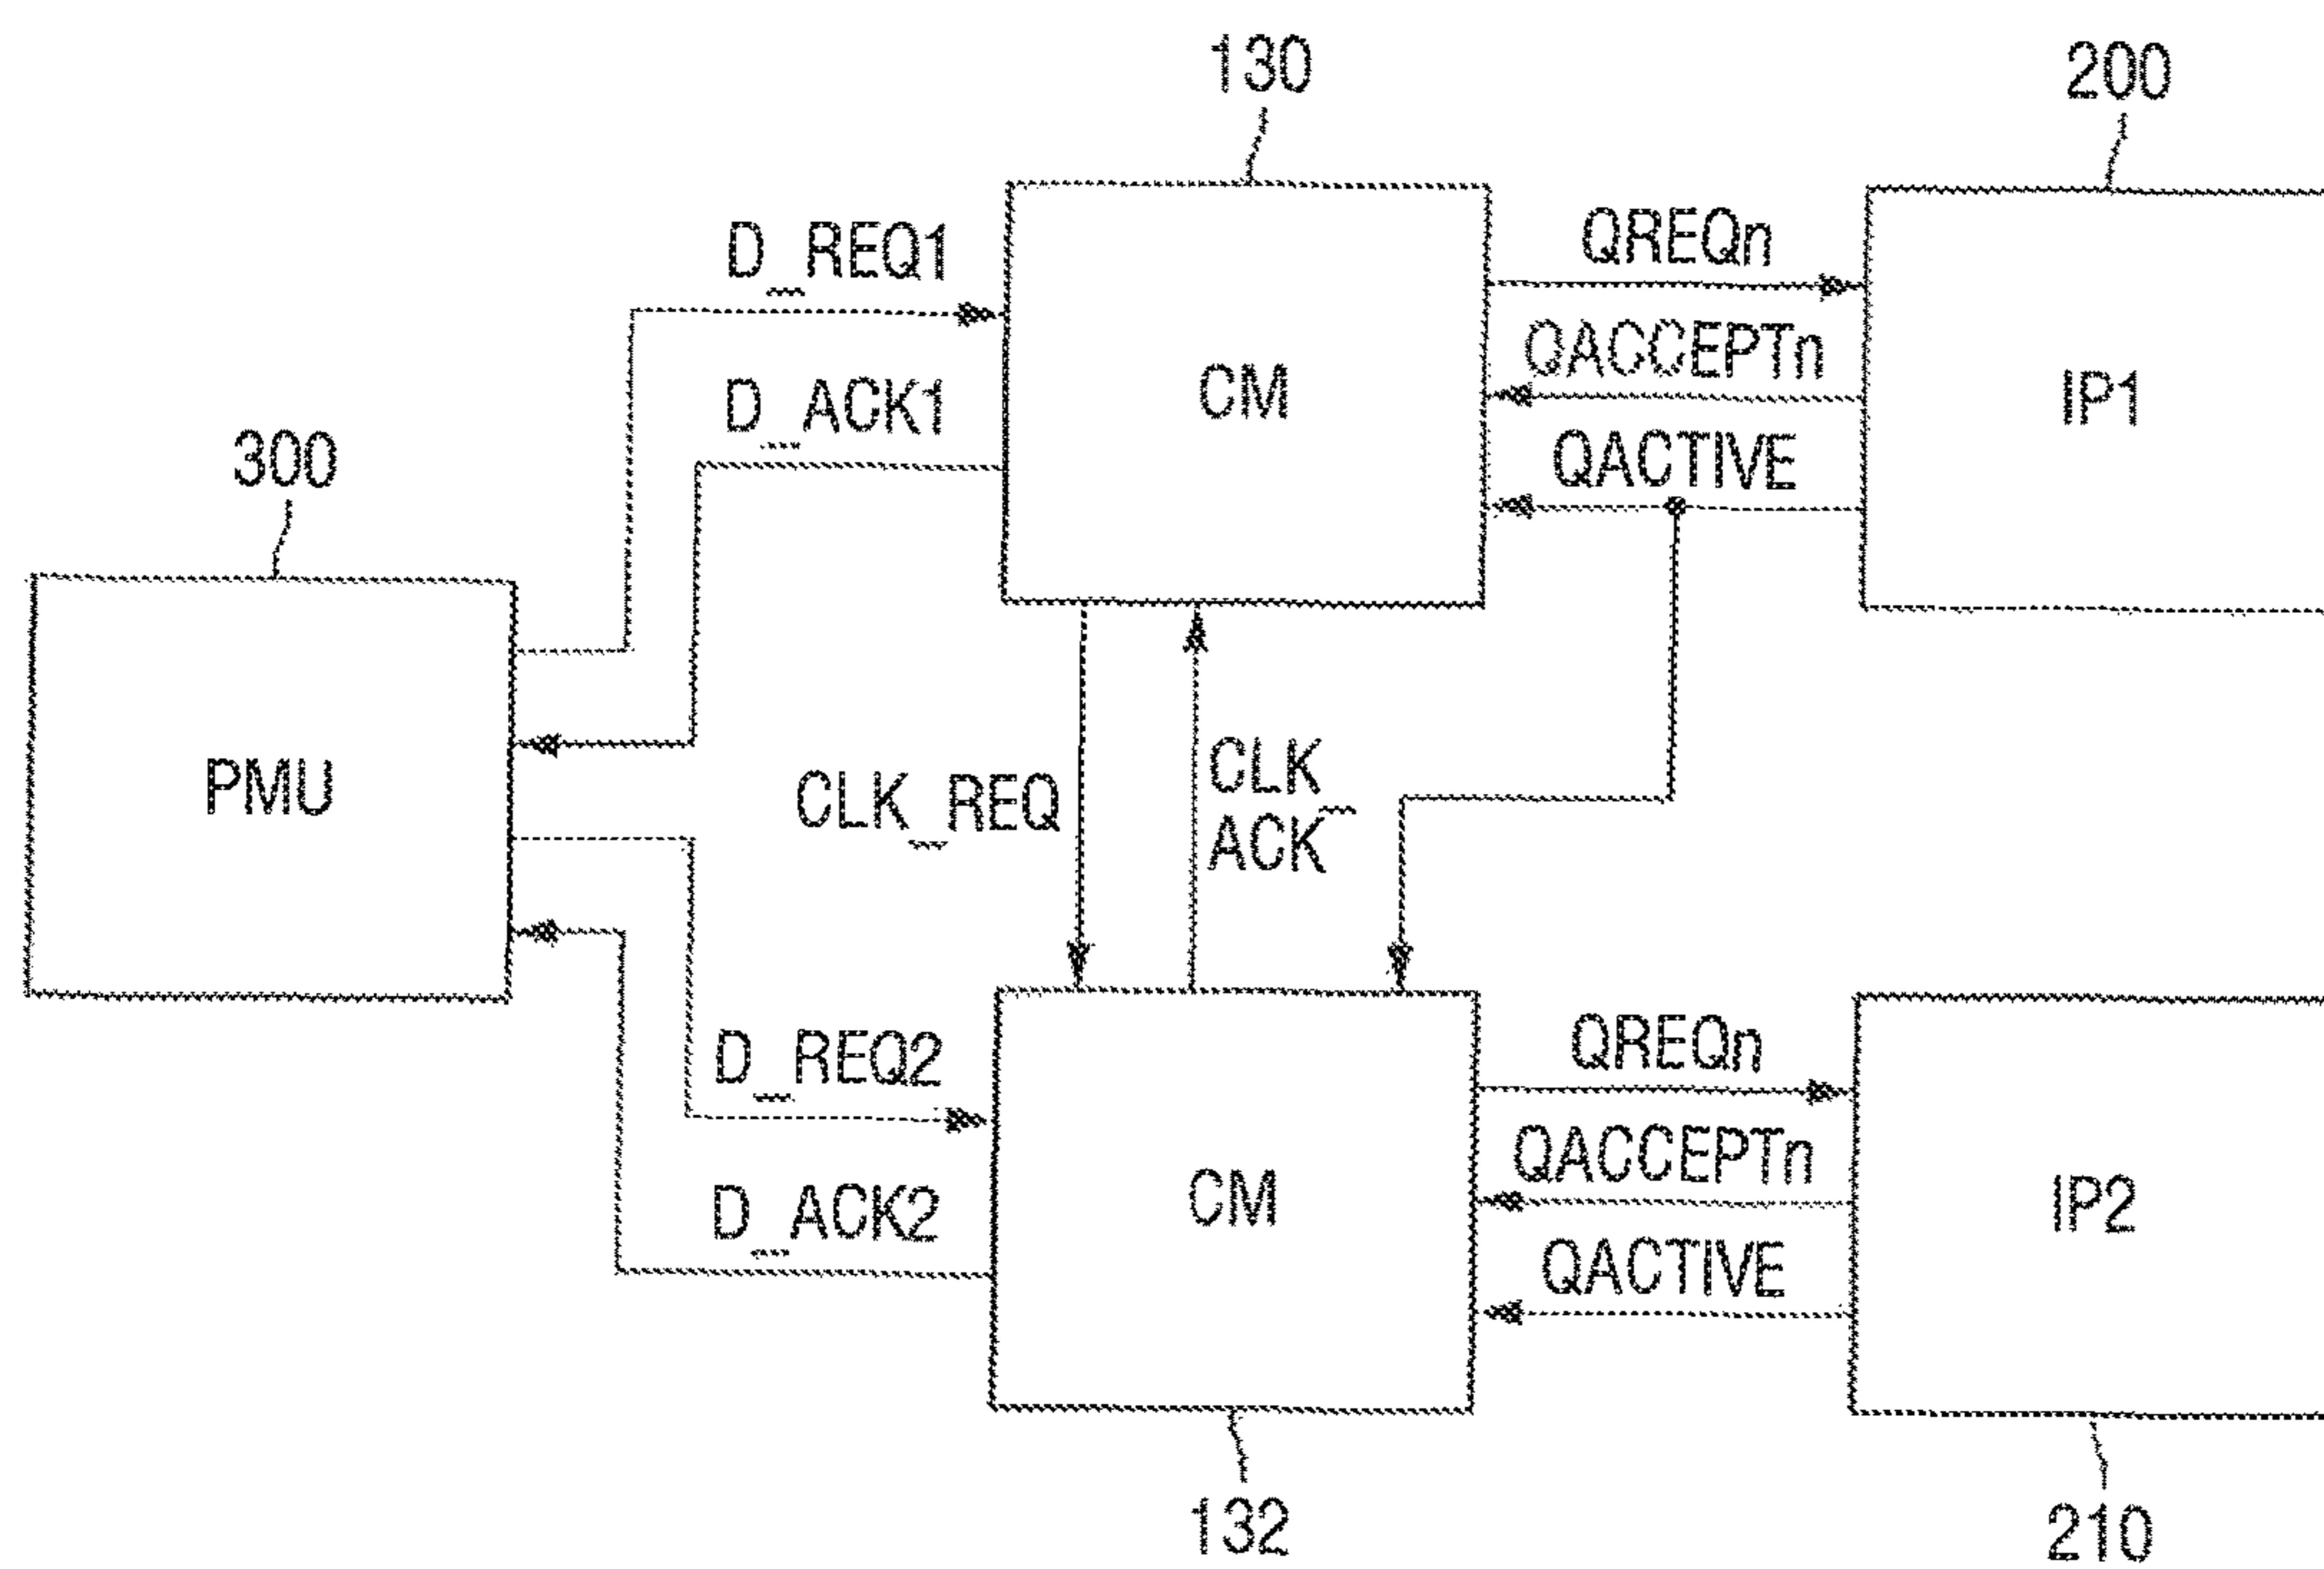 130
200
D_REQ1
QREQn
D_ACK1
CM
QACCEPTn
IP1
300
QACTIVE
PMU
CLK_REQ
CLK_
ACK
D_REQ2
QREQn
D_ACK2
CM
QACCEPTn
IP2
QACTIVE
132
210